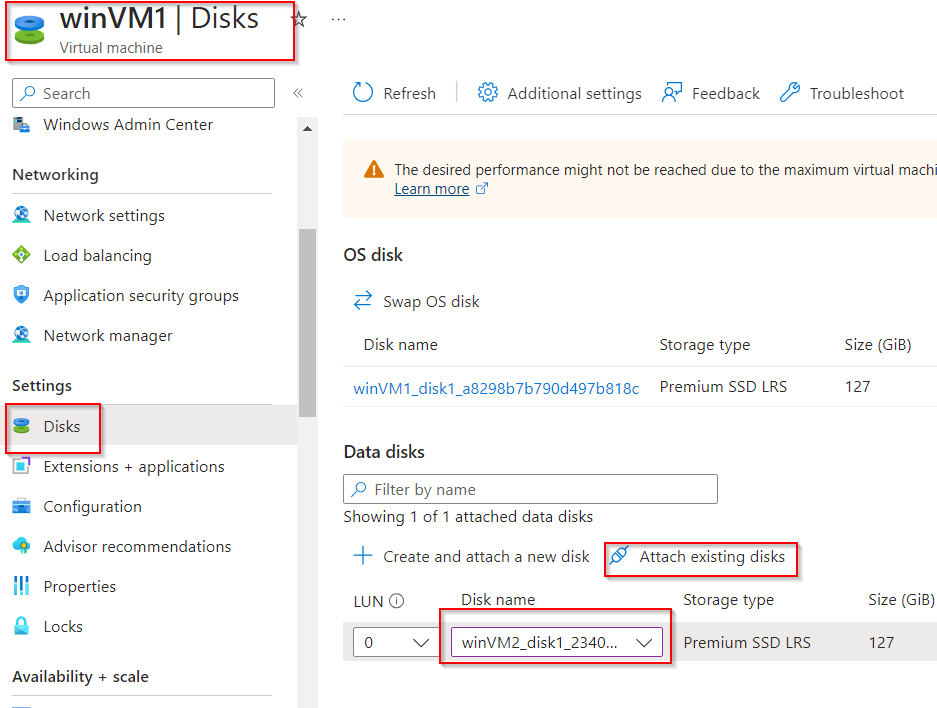 winVM1 | Disks
Virtual machine
Search
Windows Admin Center
Networking
Network settings
Load balancing
Application security groups
Network manager
Settings
Disks
Extensions + applications
Configuration
Advisor recommendations
Properties
Locks
Availability + scale
Refresh
Additional settings
Feedback
Troubleshoot
The desired performance might not be reached due to the maximum virtual machi
Learn more
OS disk
Swap OS disk
Disk name Storage type Size (GiB)
winVM1_disk1_a8298b7b790d497b818c Premium SSD LRS 127
Data disks
Filter by name
Showing 1 of 1 attached data disks
Create and attach a new disk Attach existing disks
LUN Disk name Storage type Size (GiB)
0 winVM2_disk1_2340... Premium SSD LRS 127